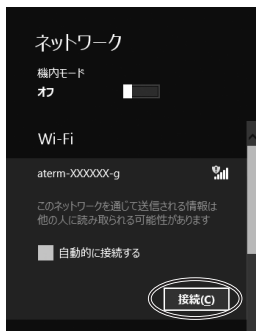 ネットワーク
機内モード
オフ
Wi-Fi
aterm-XXXXXX-g
このネットワークを通じて送信される情報は
他の人に読み取られる可能性があります
自動的に接続する
接続(C)